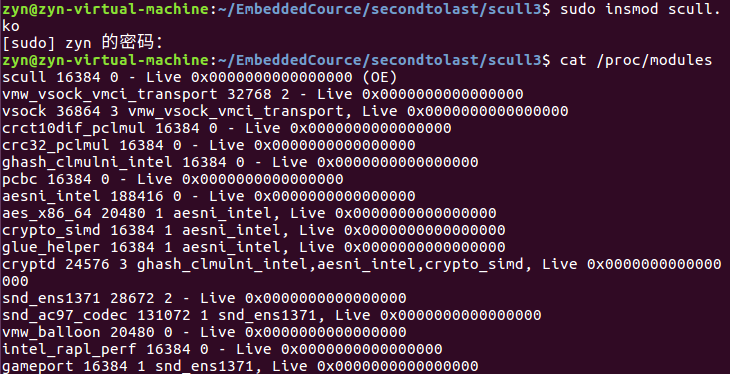 zyn@zyn-virtual-machine:~/EmbeddedCource/secondtolast/scull3$ sudo insmod scull.
ko
[sudo] zyn 的密码：
zyn@zyn-virtual-machine:~/EmbeddedCource/secondtolast/scull3$ cat /proc/modules
scull 16384 0 - Live 0x0000000000000000 (OE)
vmw_vsock_vmci_transport 32768 2 - Live 0x0000000000000000
vsock 36864 3 vmw_vsock_vmci_transport, Live 0x0000000000000000
crct10dif_pclmul 16384 0 - Live 0x0000000000000000
crc32_pclmul 16384 0 - Live 0x0000000000000000
ghash_clmulni_intel 16384 0 - Live 0x0000000000000000
pcbc 16384 0 - Live 0x0000000000000000
aesni_intel 188416 0 - Live 0x0000000000000000
aes_x86_64 20480 1 aesni_intel, Live 0x0000000000000000
crypto_simd 16384 1 aesni_intel, Live 0x0000000000000000
glue_helper 16384 1 aesni_intel, Live 0x0000000000000000
cryptd 24576 3 ghash_clmulni_intel,aesni_intel,crypto_simd, Live 0x0000000000000
000
snd_ens1371 28672 2 - Live 0x0000000000000000
snd_ac97_codec 131072 1 snd_ens1371, Live 0x0000000000000000
vmw_balloon 20480 0 - Live 0x0000000000000000
intel_rapl_perf 16384 0 - Live 0x0000000000000000
gameport 16384 1 snd_ens1371, Live 0x0000000000000000